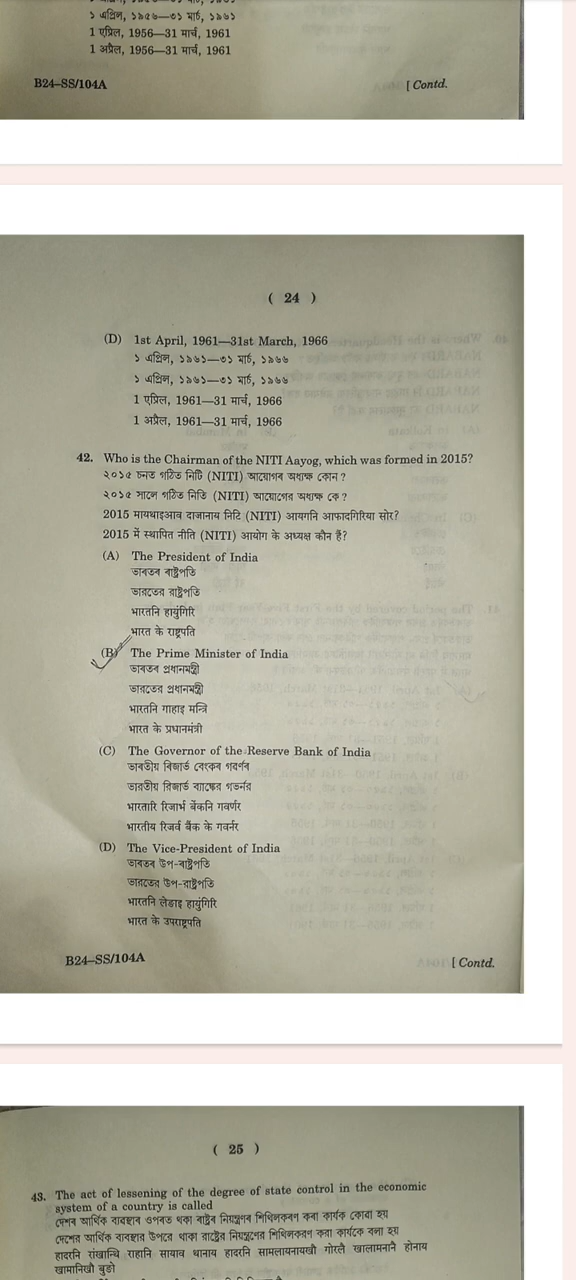 ১ এপ্রিল, ১৯৫৬—৩১ মার্চ, ১৯৬১
1 एप्रिल, 1956—31 मार्च, 1961
1 अप्रैल, 1956—31 मार्च, 1961
B24–SS/104A [ Contd.
( 24 )
(D) 1st April, 1961—31st March, 1966
১ এপ্ৰিল, ১৯৬১—৩১ মাৰ্চ, ১৯৬৬
১ এপ্রিল, ১৯৬১—৩১ মার্চ, ১৯৬৬
1 एप्रिल, 1961—31 मार्च, 1966
1 अप्रैल, 1961—31 मार्च, 1966
42. Who is the Chairman of the NITI Aayog, which was formed in 2015?
২০১৫ চনত গঠিত নিটি (NITI) আয়োগৰ অধ্যক্ষ কোন ?
২০১৫ সালে গঠিত নিতি (NITI) আয়োগের অধ্যক্ষ কে ?
2015 मायथाइआव दाजानाय निटि (NITI) आयगनि आफादगिरिया सोर?
2015 में स्थापित नीति (NITI) आयोग के अध्यक्ष कौन हैं?
(A) The President of India
ভাৰতৰ ৰাষ্ট্ৰপতি
ভারতের রাষ্ট্রপতি
भारतनि हायुंगिरि
भारत के राष्ट्रपति
(B) The Prime Minister of India
ভাৰতৰ প্ৰধানমন্ত্ৰী
ভারতের প্রধানমন্ত্রী
भारतनि गाहाइ मन्त्रि
भारत के प्रधानमंत्री
(C) The Governor of the Reserve Bank of India
ভাৰতীয় ৰিজাৰ্ভ বেংকৰ গৱৰ্ণৰ
ভারতীয় রিজার্ভ ব্যাঙ্কের গভর্নর
भारतारि रिजार्भ बेंकनि गवर्णर
भारतीय रिजर्व बैंक के गवर्नर
(D) The Vice-President of India
ভাৰতৰ উপ-ৰাষ্ট্ৰপতি
ভারতের উপ-রাষ্ট্রপতি
भारतनि लेडाइ हायुंगिरि
भारत के उपराष्ट्रपति
B24–SS/104A [ Contd.
( 25 )
43. The act of lessening of the degree of state control in the economic
system of a country is called
দেশৰ আৰ্থিক ব্যৱস্থাৰ ওপৰত থকা ৰাষ্ট্ৰৰ নিয়ন্ত্ৰণৰ শিথিলকৰণ কৰা কাৰ্যক কোৱা হয়
দেশের আর্থিক ব্যবস্থার উপরে থাকা রাষ্ট্রের নিয়ন্ত্রণের শিথিলকরণ করা কার্যকে বলা হয়
हादरनि रांखान्थि राहानि सायाव थानाय हादरनि सामलायनायखौ गोरलै खालामनानै होनाय
खामानिखौ बुङो